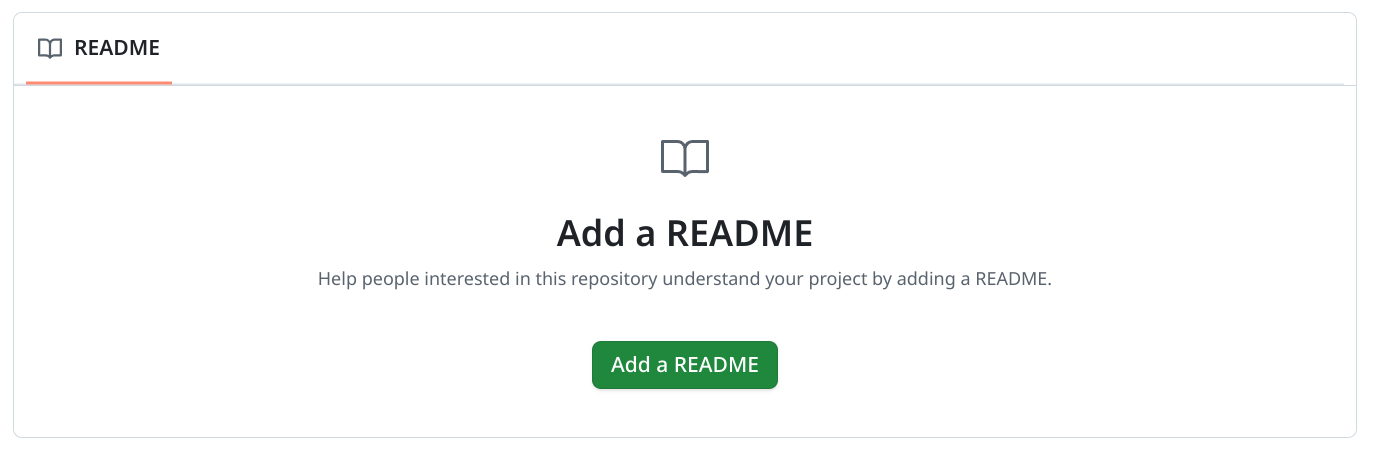 README
Add a README
Help people interested in this repository understand your project by adding a README.
Add a README